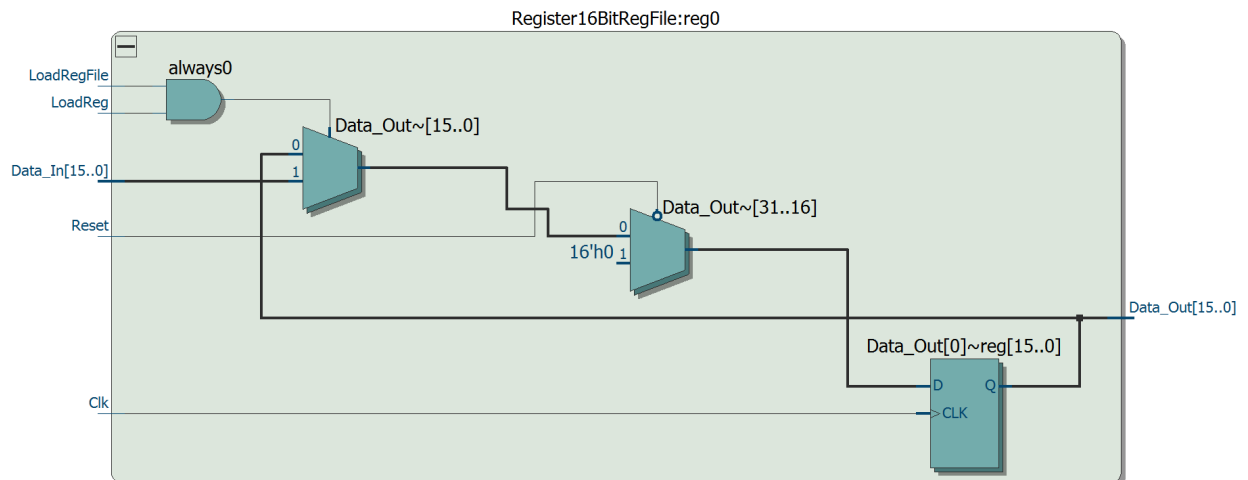 Register16BitRegFile:reg0
always0
LoadRegFile
LoadReg
Data_Out~[15..0]
0
Data_In[15..0]
1
Data_Out~[31..16]
Reset
0
16'h0 1
Data_Out[15..0]
Data_Out[0]~reg[15..0]
D Q
Clk
CLK